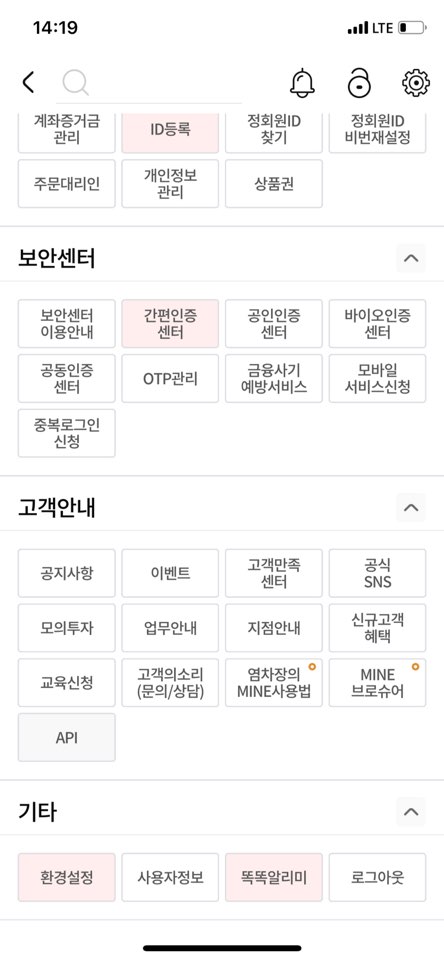 14:19
LTE
계좌증거금
관리
ID등록
정회원ID
찾기
정회원ID
비번재설정
주문대리인
개인정보
관리
상품권
보안센터
보안센터
이용안내
간편인증
센터
공인인증
센터
바이오인증
센터
공동인증
센터
OTP관리
금융사기
예방서비스
모바일
서비스신청
중복로그인
신청
고객안내
공지사항
이벤트
고객만족
센터
공식
SNS
모의투자
업무안내
지점안내
신규고객
혜택
교육신청
고객의소리
(문의/상담)
염차장의
MINE사용법
MINE
브로슈어
API
기타
환경설정
사용자정보
똑똑알리미
로그아웃